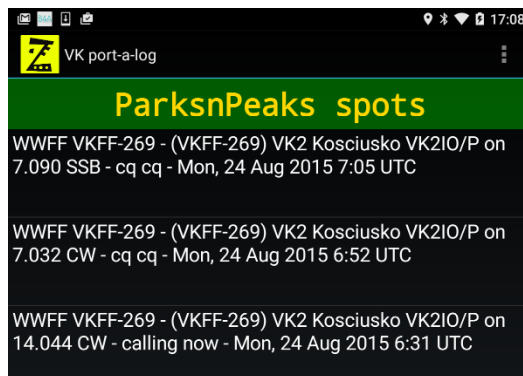 17:08
VK port-a-log
ParksnPeaks spots
WWFF VKFF-269 - (VKFF-269) VK2 Kosciusko VK2IO/P on
7.090 SSB - cq cq - Mon, 24 Aug 2015 7:05 UTC
WWFF VKFF-269 - (VKFF-269) VK2 Kosciusko VK2IO/P on
7.032 CW - cq cq - Mon, 24 Aug 2015 6:52 UTC
WWFF VKFF-269 - (VKFF-269) VK2 Kosciusko VK2IO/P on
14.044 CW - calling now - Mon, 24 Aug 2015 6:31 UTC